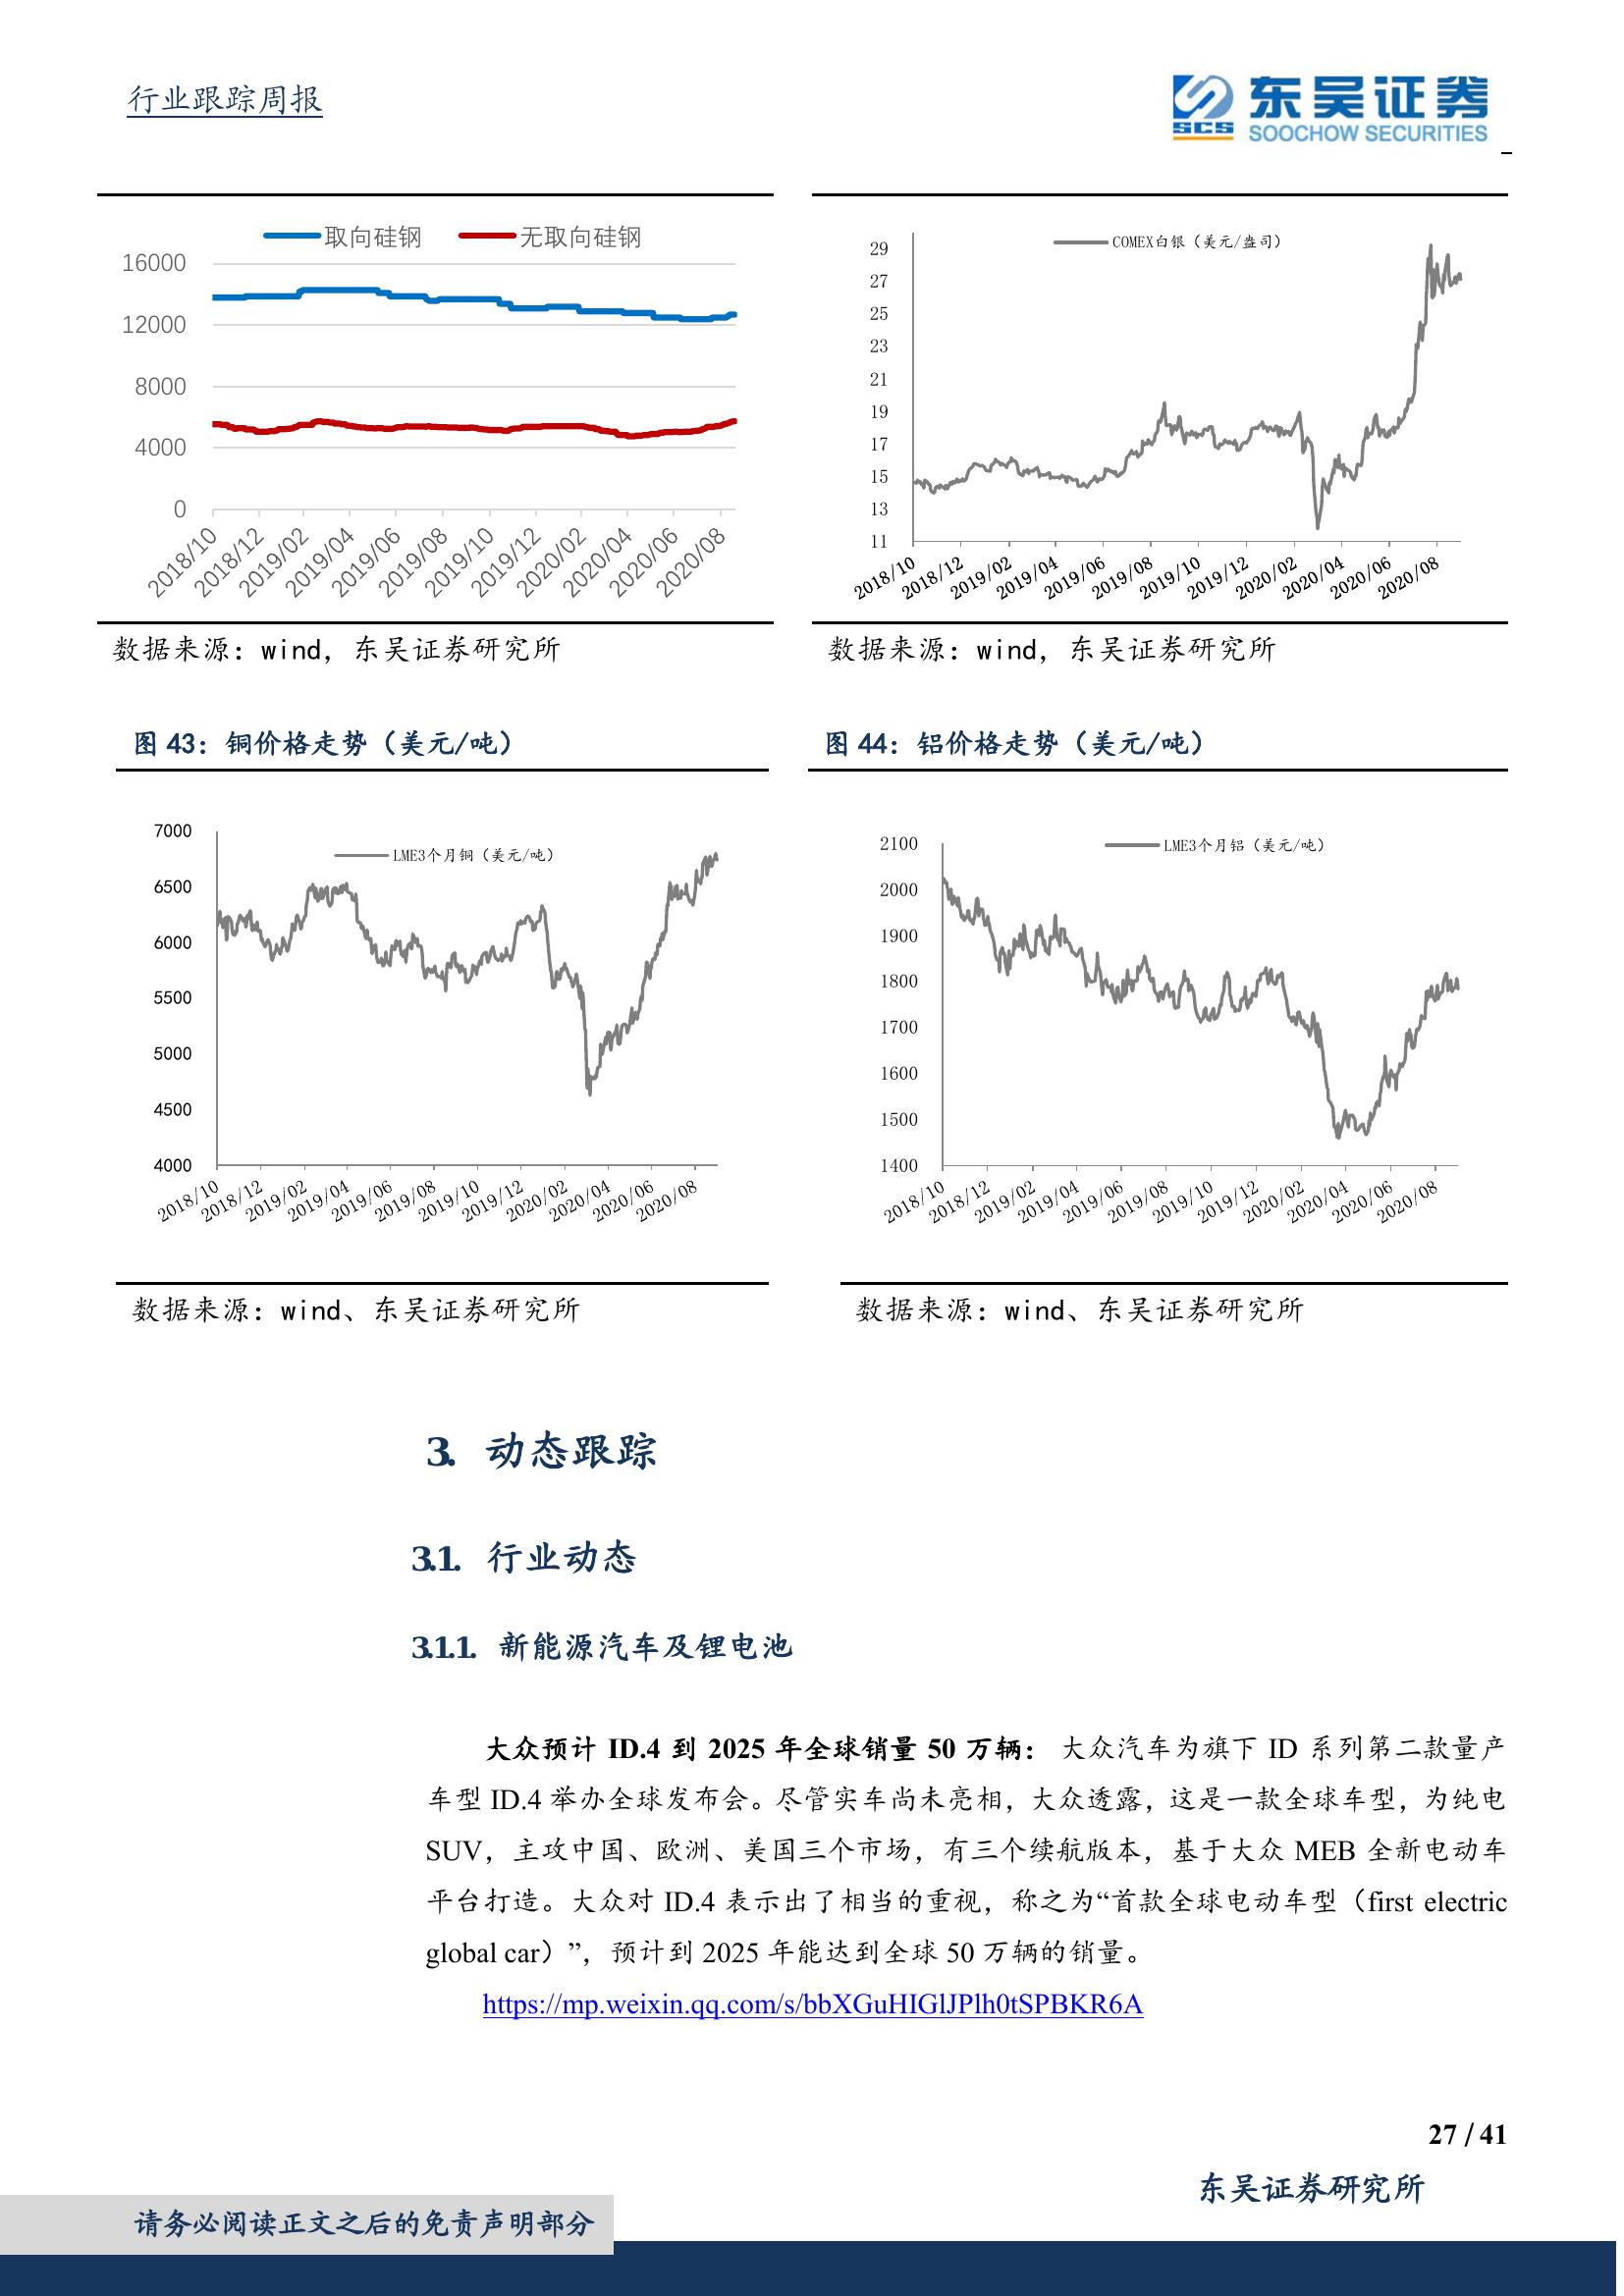 行业跟踪周报
东吴证券
SCS
SOOCHOW SECURITIES
取向硅钢 无取向硅钢
16000
12000
8000
4000
0
2018/10 2018/12 2019/02 2019/04 2019/06 2019/08 2019/10 2019/12 2020/02 2020/04 2020/06 2020/08
COMEX白银（美元/盎司）
29
27
25
23
21
19
17
15
13
11
2018/10 2018/12 2019/02 2019/04 2019/06 2019/08 2019/10 2019/12 2020/02 2020/04 2020/06 2020/08
数据来源：wind，东吴证券研究所
数据来源：wind，东吴证券研究所
图 43：铜价格走势（美元/吨）
图 44：铝价格走势（美元/吨）
LME3个月铜（美元/吨）
7000
6500
6000
5500
5000
4500
4000
2018/10 2018/12 2019/02 2019/04 2019/06 2019/08 2019/10 2019/12 2020/02 2020/04 2020/06 2020/08
LME3个月铝（美元/吨）
2100
2000
1900
1800
1700
1600
1500
1400
2018/10 2018/12 2019/02 2019/04 2019/06 2019/08 2019/10 2019/12 2020/02 2020/04 2020/06 2020/08
数据来源：wind、东吴证券研究所
数据来源：wind、东吴证券研究所
3. 动态跟踪
3.1. 行业动态
3.1.1. 新能源汽车及锂电池
大众预计 ID.4 到 2025 年全球销量 50 万辆： 大众汽车为旗下 ID 系列第二款量产
车型 ID.4 举办全球发布会。尽管实车尚未亮相，大众透露，这是一款全球车型，为纯电
SUV，主攻中国、欧洲、美国三个市场，有三个续航版本，基于大众 MEB 全新电动车
平台打造。大众对 ID.4 表示出了相当的重视，称之为“首款全球电动车型（first electric
global car）”，预计到 2025 年能达到全球 50 万辆的销量。
https://mp.weixin.qq.com/s/bbXGuHIGlJPlh0tSPBKR6A
27 / 41
东吴证券研究所
请务必阅读正文之后的免责声明部分